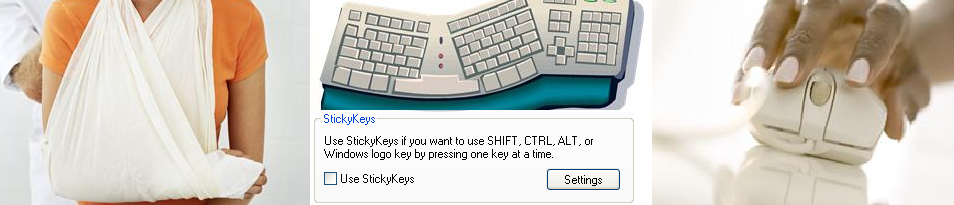 StickyKeys
Use StickyKeys if you want to use SHIFT, CTRL, ALT, or
Windows logo key by pressing one key at a time.
Use StickyKeys
Settings